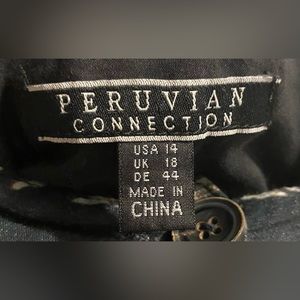 PERUVIAN
CONNECTION
USA 14
UK 18
DE 44
MADE IN
CHINA